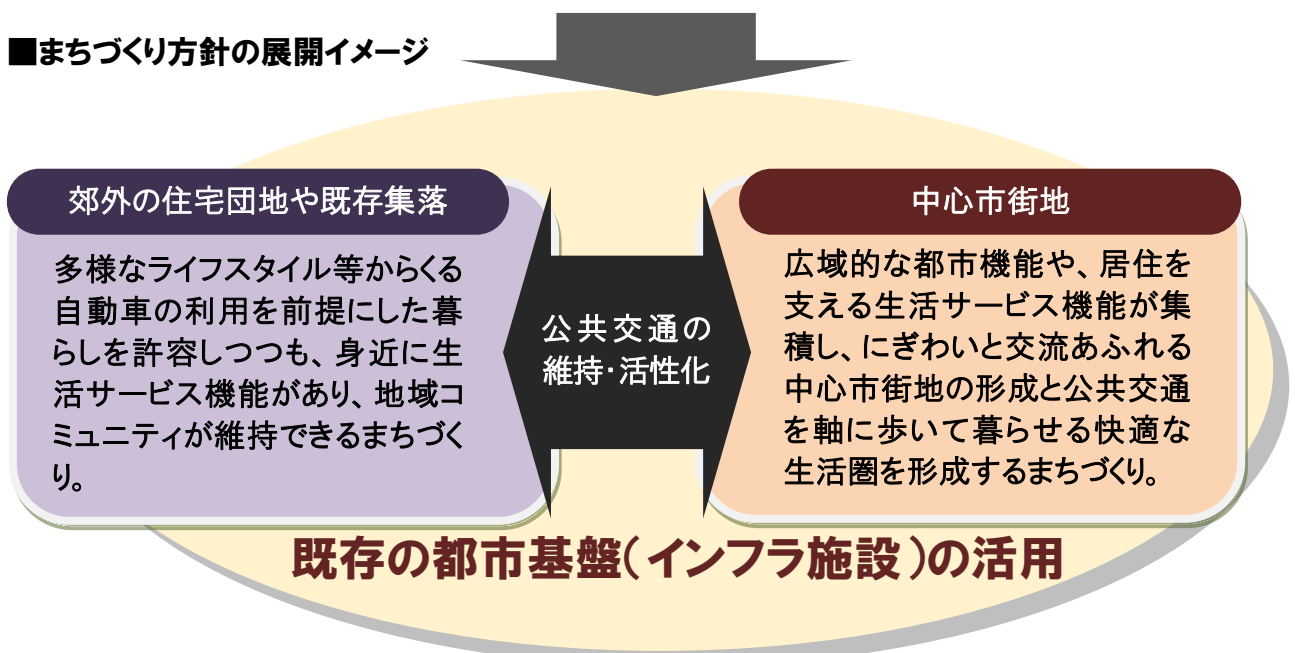 ■まちづくり方針の展開イメージ
郊外の住宅団地や既存集落
多様なライフスタイル等からくる
自動車の利用を前提にした暮
らしを許容しつつも、身近に生
活サービス機能があり、地域コ
ミュニティが維持できるまちづく
り。
公共交通の
維持・活性化
中心市街地
広域的な都市機能や、居住を
支える生活サービス機能が集
積し、にぎわいと交流あふれる
中心市街地の形成と公共交通
を軸に歩いて暮らせる快適な
生活圏を形成するまちづくり。
既存の都市基盤(インフラ施設)の活用